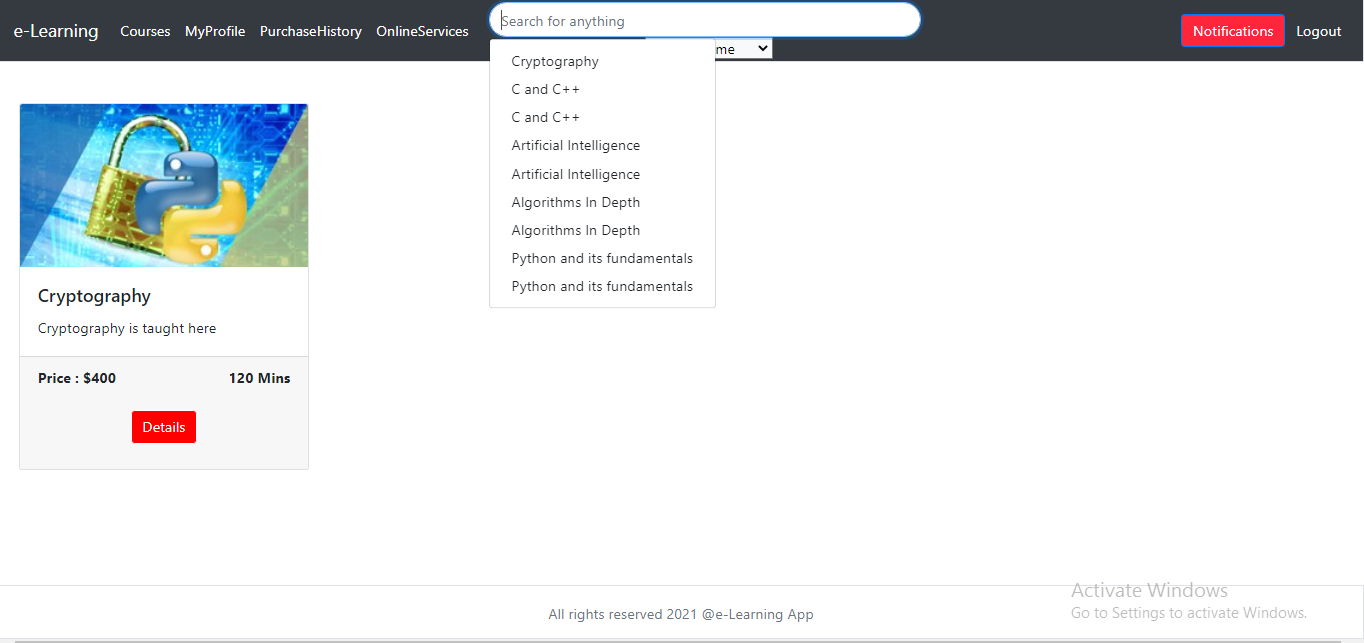 e-Learning Courses MyProfile PurchaseHistory OnlineServices Search for anything Notifications Logout
me
Cryptography
C and C++
C and C++
Artificial Intelligence
Artificial Intelligence
Algorithms In Depth
Algorithms In Depth
Python and its fundamentals
Python and its fundamentals
Cryptography
Cryptography is taught here
Price : $400 120 Mins
Details
Activate Windows
Go to Settings to activate Windows.
All rights reserved 2021 @e-Learning App